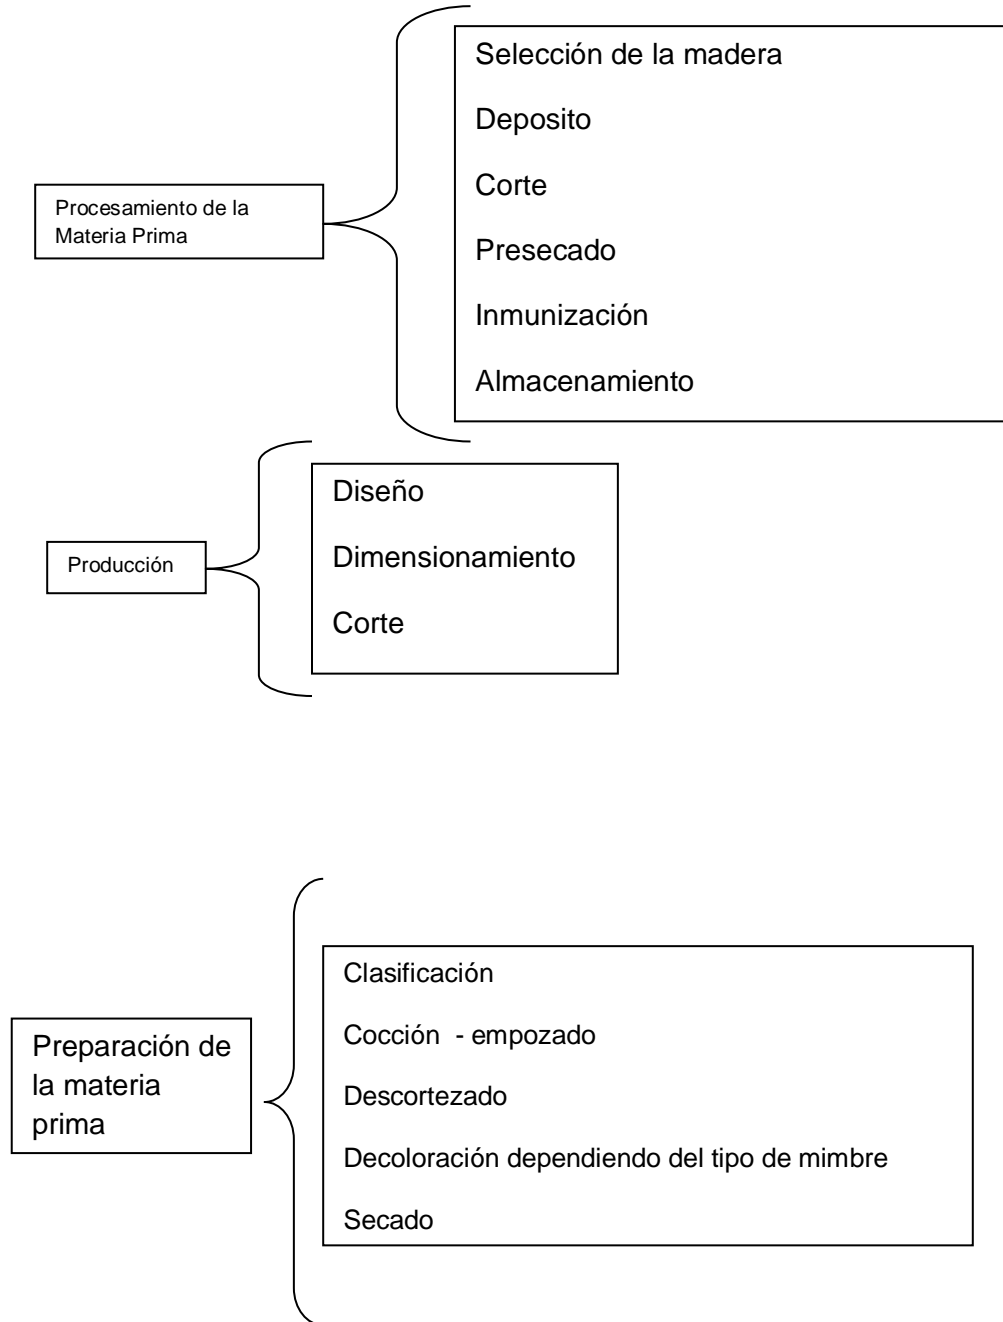 Procesamiento de la
Materia Prima
Selección de la madera
Deposito
Corte
Presecado
Inmunización
Almacenamiento
Producción
Diseño
Dimensionamiento
Corte
Preparación de
la materia
prima
Clasificación
Cocción  - empozado
Descortezado
Decoloración dependiendo del tipo de mimbre
Secado